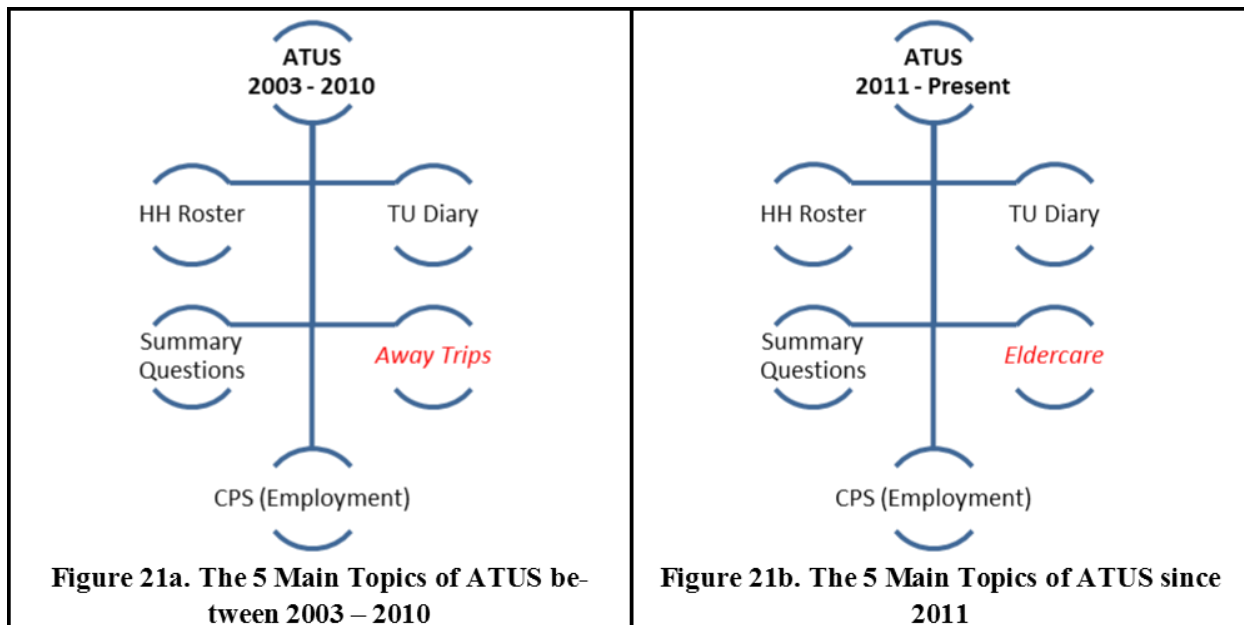 ATUS
2003 - 2010
HH Roster
TU Diary
Summary
Questions
Away Trips
CPS (Employment)
Figure 21a. The 5 Main Topics of ATUS be-
tween 2003 – 2010
ATUS
2011 - Present
HH Roster
TU Diary
Summary
Questions
Eldercare
CPS (Employment)
Figure 21b. The 5 Main Topics of ATUS since
2011